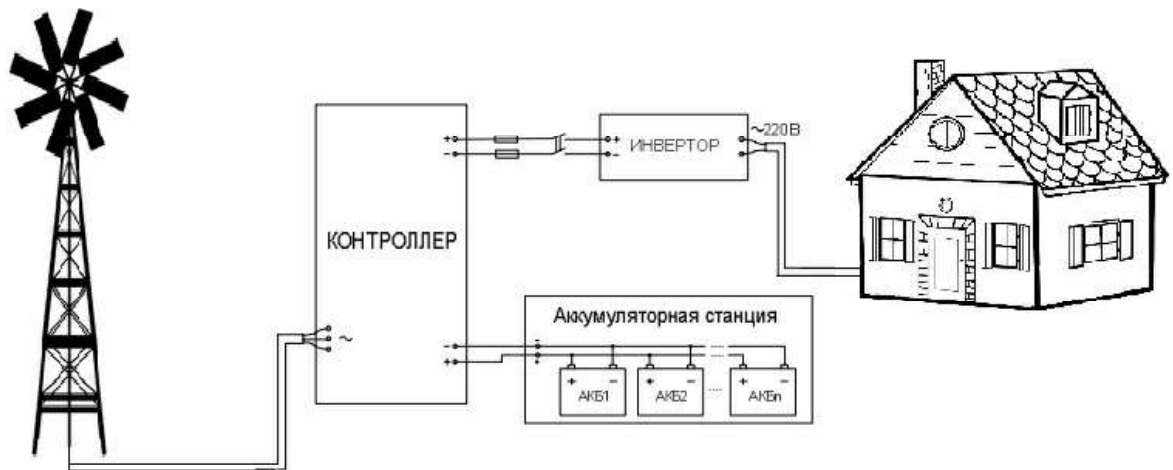 +
−
КОНТРОЛЛЕР
~
−
+
+
−
ИНВЕРТОР
~220В
Аккумуляторная станция
−
+
+ −
АКБ1
+ −
АКБ2
+ −
АКБn